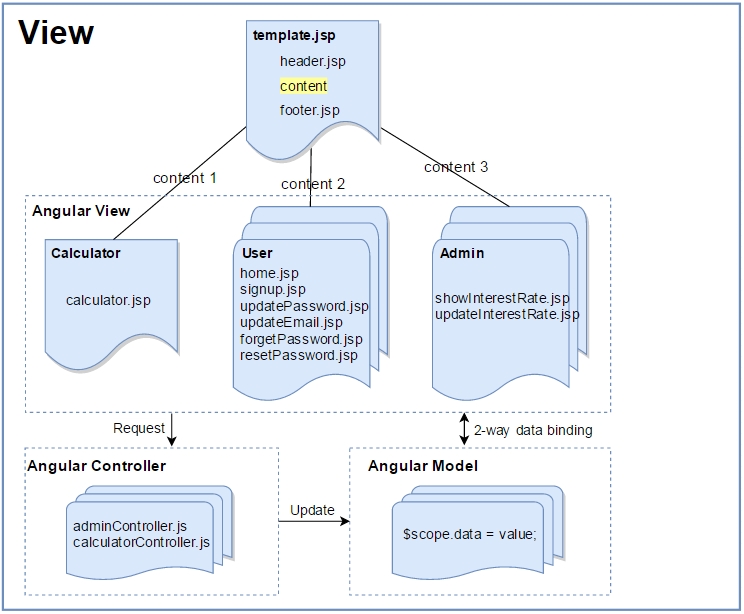 View
template.jsp
header.jsp
content
footer.jsp
content 1
content 2
content 3
Angular View
Calculator
calculator.jsp
User
home.jsp
signup.jsp
updatePassword.jsp
updateEmail.jsp
forgetPassword.jsp
resetPassword.jsp
Admin
showInterestRate.jsp
updateInterestRate.jsp
Request
2-way data binding
Angular Controller
adminController.js
calculatorController.js
Update
Angular Model
$scope.data = value;